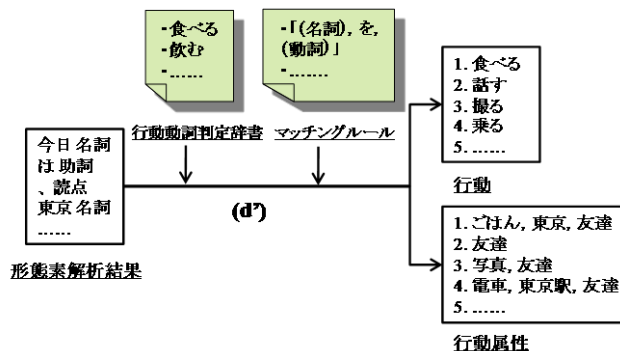 -食べる
-飲む
-……
-「(名詞), を,
(動詞)」
-…….
行動動詞判定辞書
マッチングルール
今日 名詞
は 助詞
、読点
東京 名詞
……
形態素解析結果
(d’)
1. 食べる
2. 話す
3. 撮る
4. 乗る
5. ……
行動
1. ごはん, 東京, 友達
2. 友達
3. 写真, 友達
4. 電車, 東京駅, 友達
5. ……
行動属性